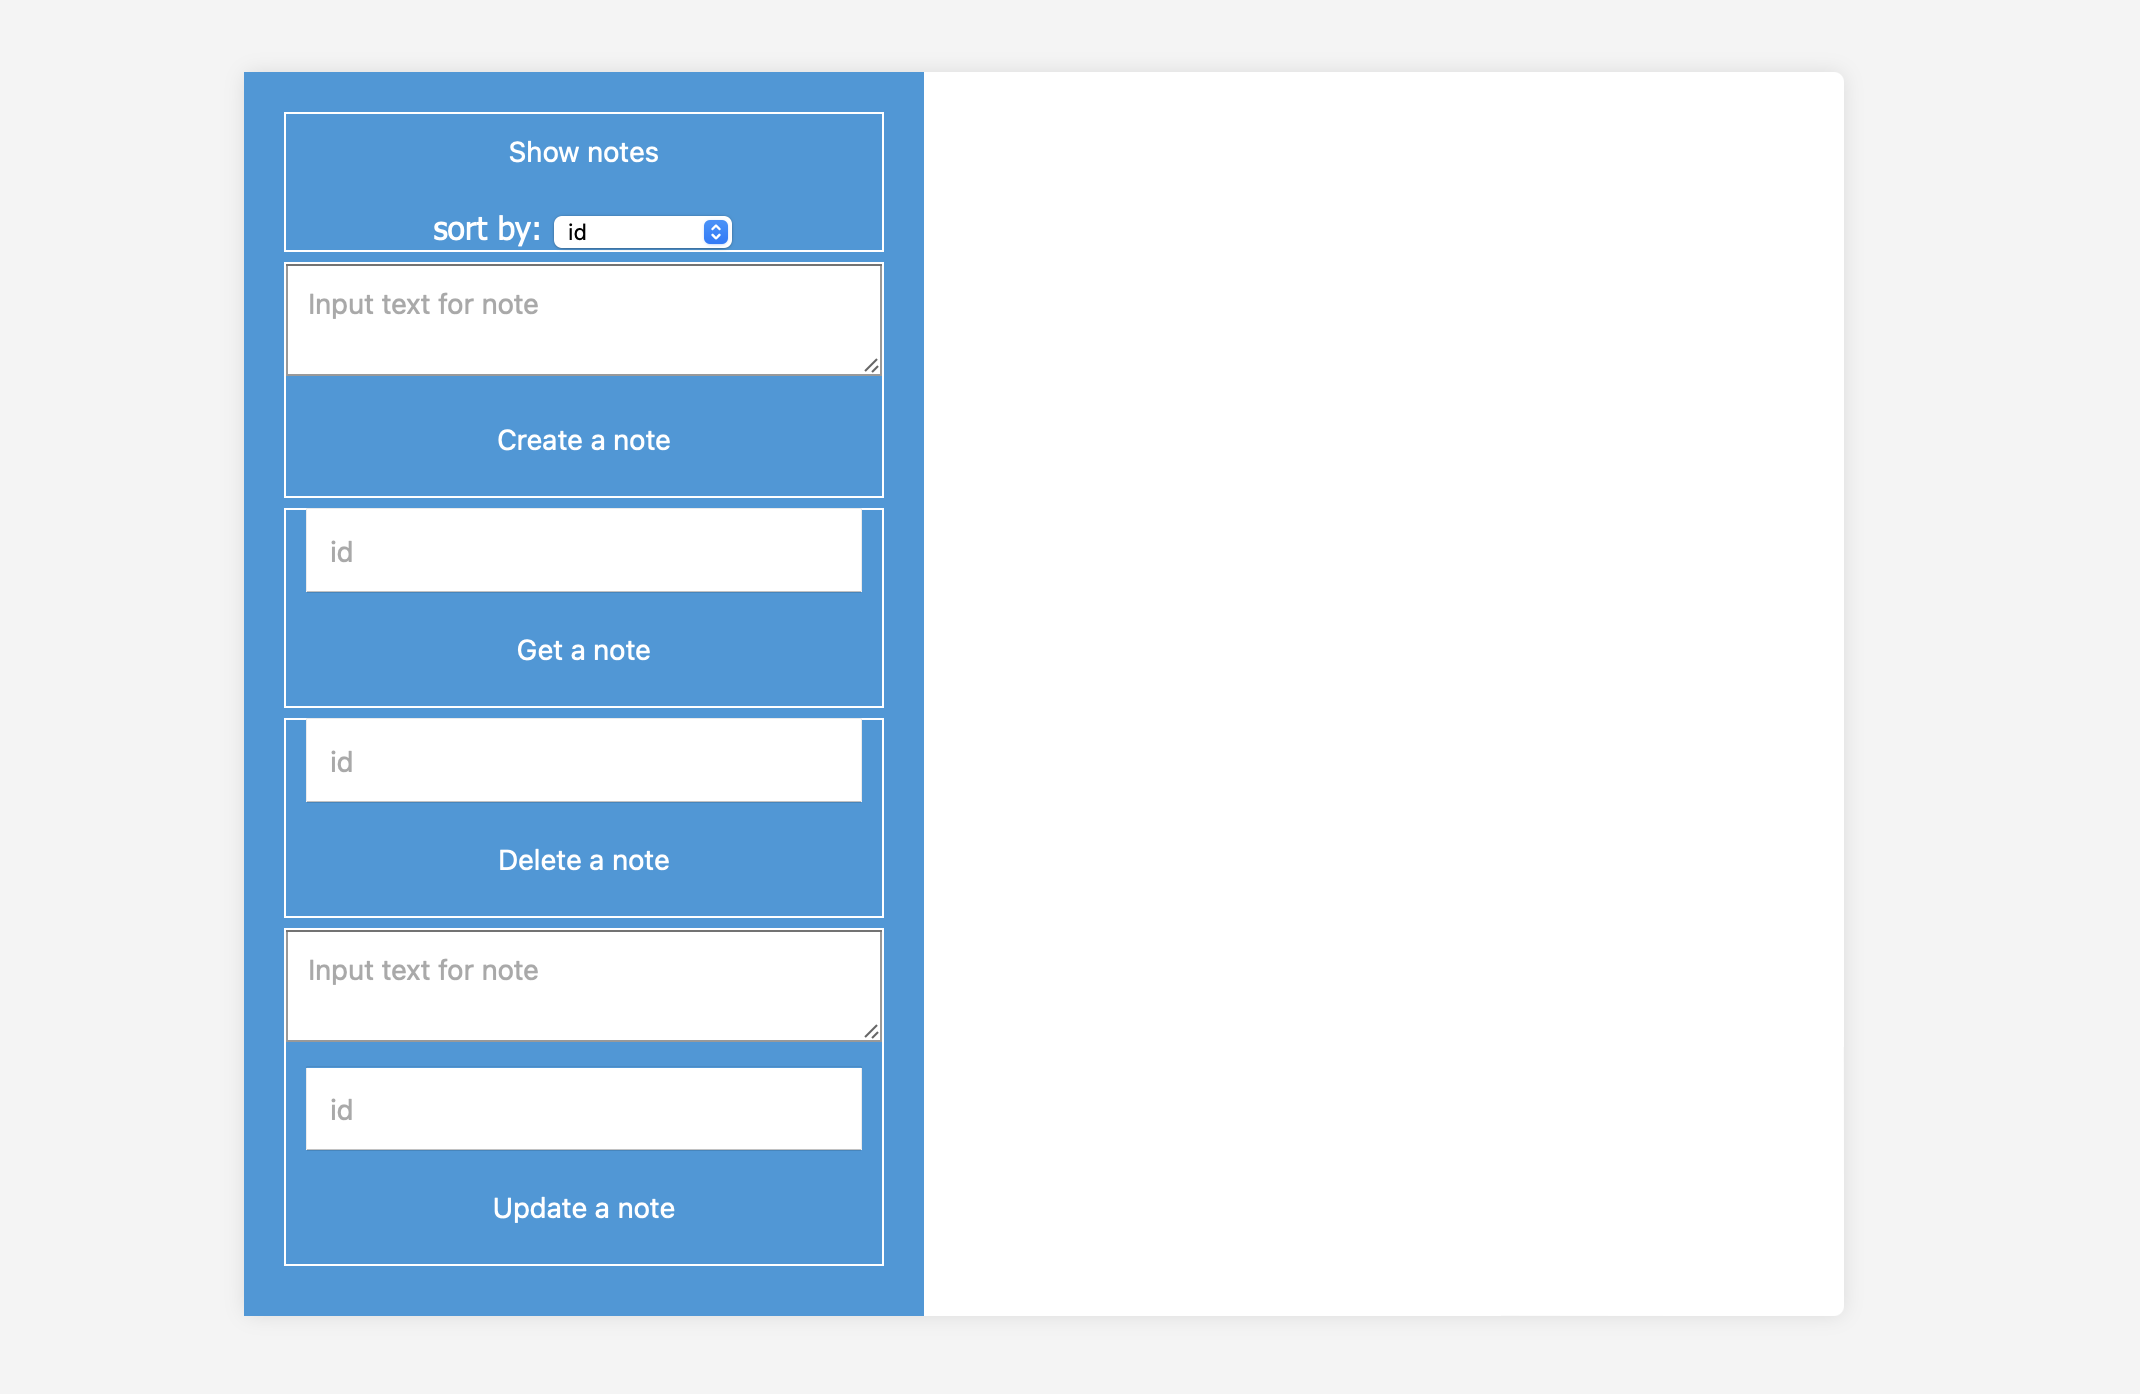 Show notes
sort by: id
Input text for note
Create a note
id
Get a note
id
Delete a note
Input text for note
id
Update a note